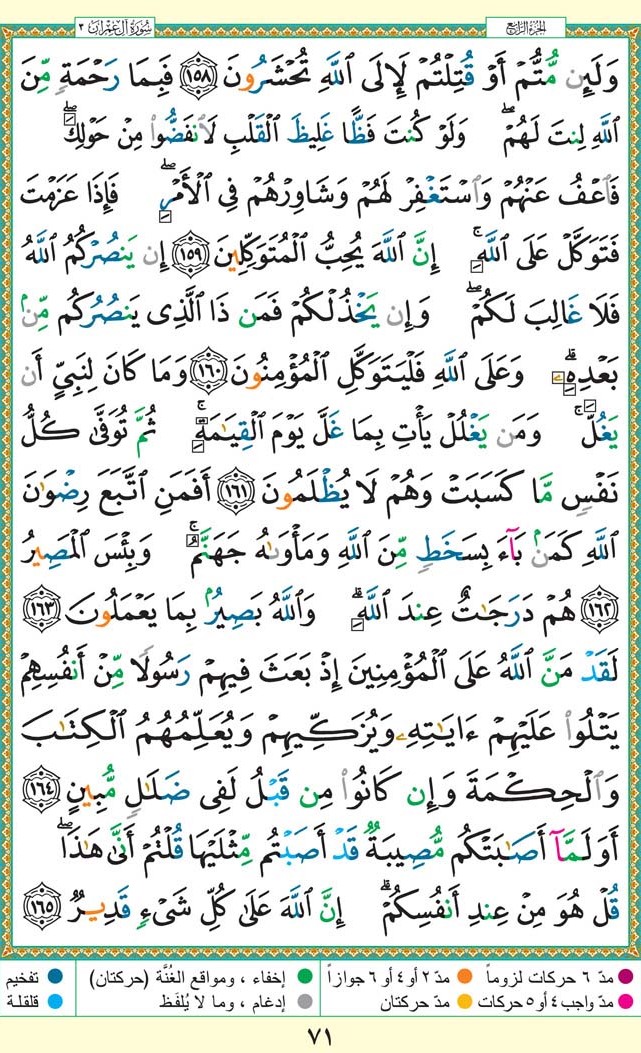 الجزء الرابع
سورة آل عمران ٣
وَلَئِن مُّتُّمْ أَوْ قُتِلْتُمْ لَإِلَى ٱللَّهِ تُحْشَرُونَ ١٥٨ فَبِمَا رَحْمَةٍ مِّنَ
ٱللَّهِ لِنتَ لَهُمْ ۖ وَلَوْ كُنتَ فَظًّا غَلِيظَ ٱلْقَلْبِ لَٱنفَضُّوا۟ مِنْ حَوْلِكَ ۖ
فَٱعْفُ عَنْهُمْ وَٱسْتَغْفِرْ لَهُمْ وَشَاوِرْهُمْ فِى ٱلْأَمْرِ ۖ فَإِذَا عَزَمْتَ
فَتَوَكَّلْ عَلَى ٱللَّهِ ۚ إِنَّ ٱللَّهَ يُحِبُّ ٱلْمُتَوَكِّلِينَ ١٥٩ إِن يَنصُرْكُمُ ٱللَّهُ
فَلَا غَالِبَ لَكُمْ ۖ وَإِن يَخْذُلْكُمْ فَمَن ذَا ٱلَّذِى يَنصُرُكُم مِّنۢ
بَعْدِهِۦ ۗ وَعَلَى ٱللَّهِ فَلْيَتَوَكَّلِ ٱلْمُؤْمِنُونَ ١٦٠ وَمَا كَانَ لِنَبِىٍّ أَن
يَغُلَّ ۚ وَمَن يَغْلُلْ يَأْتِ بِمَا غَلَّ يَوْمَ ٱلْقِيَٰمَةِ ۚ ثُمَّ تُوَفَّىٰ كُلُّ
نَفْسٍ مَّا كَسَبَتْ وَهُمْ لَا يُظْلَمُونَ ١٦١ أَفَمَنِ ٱتَّبَعَ رِضْوَٰنَ
ٱللَّهِ كَمَنۢ بَآءَ بِسَخَطٍ مِّنَ ٱللَّهِ وَمَأْوَىٰهُ جَهَنَّمُ ۚ وَبِئْسَ ٱلْمَصِيرُ
١٦٢ هُمْ دَرَجَٰتٌ عِندَ ٱللَّهِ ۗ وَٱللَّهُ بَصِيرٌۢ بِمَا يَعْمَلُونَ ١٦٣
لَقَدْ مَنَّ ٱللَّهُ عَلَى ٱلْمُؤْمِنِينَ إِذْ بَعَثَ فِيهِمْ رَسُولًا مِّنْ أَنفُسِهِمْ
يَتْلُوا۟ عَلَيْهِمْ ءَايَٰتِهِۦ وَيُزَكِّيهِمْ وَيُعَلِّمُهُمُ ٱلْكِتَٰبَ
وَٱلْحِكْمَةَ وَإِن كَانُوا۟ مِن قَبْلُ لَفِى ضَلَٰلٍ مُّبِينٍ ١٦٤
أَوَلَمَّآ أَصَٰبَتْكُم مُّصِيبَةٌ قَدْ أَصَبْتُم مِّثْلَيْهَا قُلْتُمْ أَنَّىٰ هَٰذَا ۖ
قُلْ هُوَ مِنْ عِندِ أَنفُسِكُمْ ۗ إِنَّ ٱللَّهَ عَلَىٰ كُلِّ شَىْءٍ قَدِيرٌ ١٦٥
مدّ ٦ حركات لزوماً مدّ ٢ أو ٤ أو ٦ جوازاً إخفاء ، ومواقع الغُنَّة (حركتان) تفخيم
مدّ واجب ٤ أو ٥ حركات مدّ حركتان إدغام ، وما لا يُلفَظ قلقلة
٧١